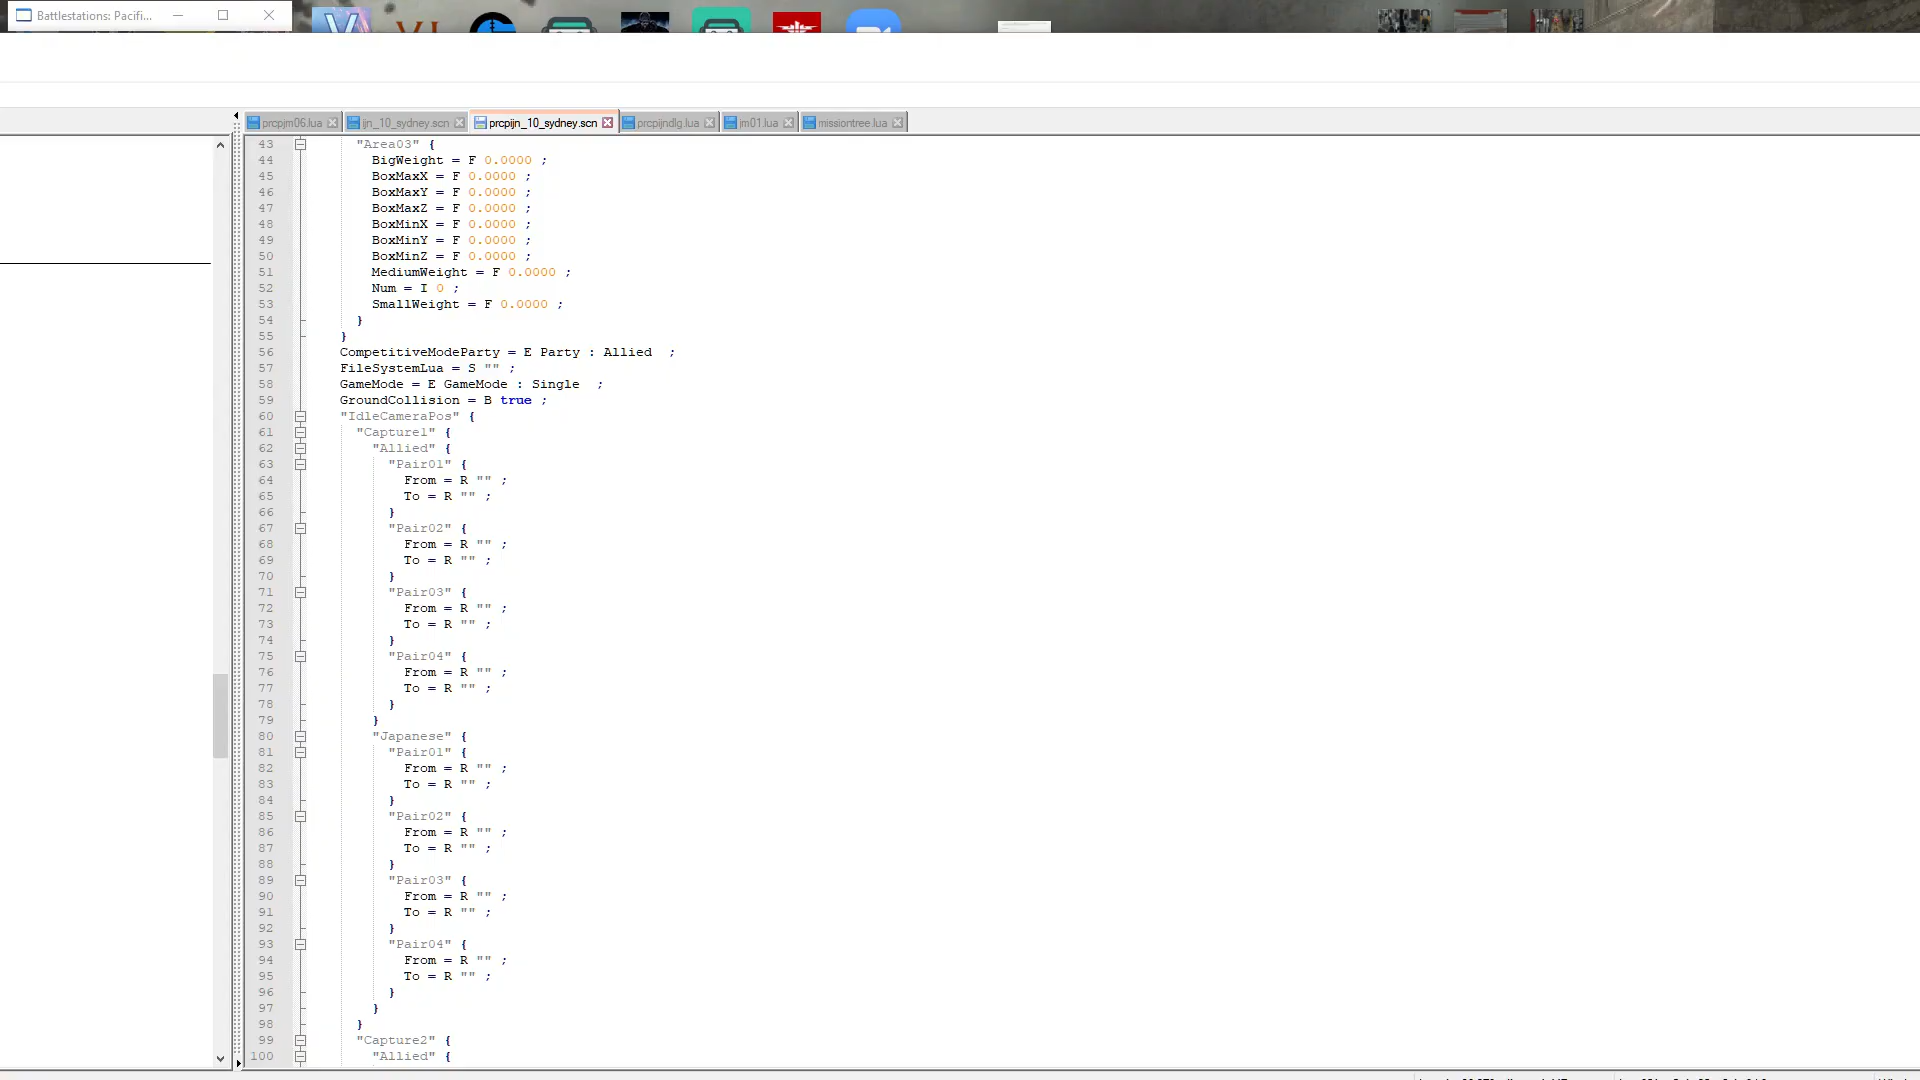 Battlestations: Pacifi...
prcpjm06.lua
ijn_10_sydney.scn
prcpijn_10_sydney.scn
prcpijndlg.lua
jm01.lua
missiontree.lua
43 "Area03" {
44 BigWeight = F 0.0000 ;
45 BoxMaxX = F 0.0000 ;
46 BoxMaxY = F 0.0000 ;
47 BoxMaxZ = F 0.0000 ;
48 BoxMinX = F 0.0000 ;
49 BoxMinY = F 0.0000 ;
50 BoxMinZ = F 0.0000 ;
51 MediumWeight = F 0.0000 ;
52 Num = I 0 ;
53 SmallWeight = F 0.0000 ;
54 }
55 }
56 CompetitiveModeParty = E Party : Allied ;
57 FileSystemLua = S "" ;
58 GameMode = E GameMode : Single ;
59 GroundCollision = B true ;
60 "IdleCameraPos" {
61 "Capture1" {
62 "Allied" {
63 "Pair01" {
64 From = R "" ;
65 To = R "" ;
66 }
67 "Pair02" {
68 From = R "" ;
69 To = R "" ;
70 }
71 "Pair03" {
72 From = R "" ;
73 To = R "" ;
74 }
75 "Pair04" {
76 From = R "" ;
77 To = R "" ;
78 }
79 }
80 "Japanese" {
81 "Pair01" {
82 From = R "" ;
83 To = R "" ;
84 }
85 "Pair02" {
86 From = R "" ;
87 To = R "" ;
88 }
89 "Pair03" {
90 From = R "" ;
91 To = R "" ;
92 }
93 "Pair04" {
94 From = R "" ;
95 To = R "" ;
96 }
97 }
98 }
99 "Capture2" {
100 "Allied" {